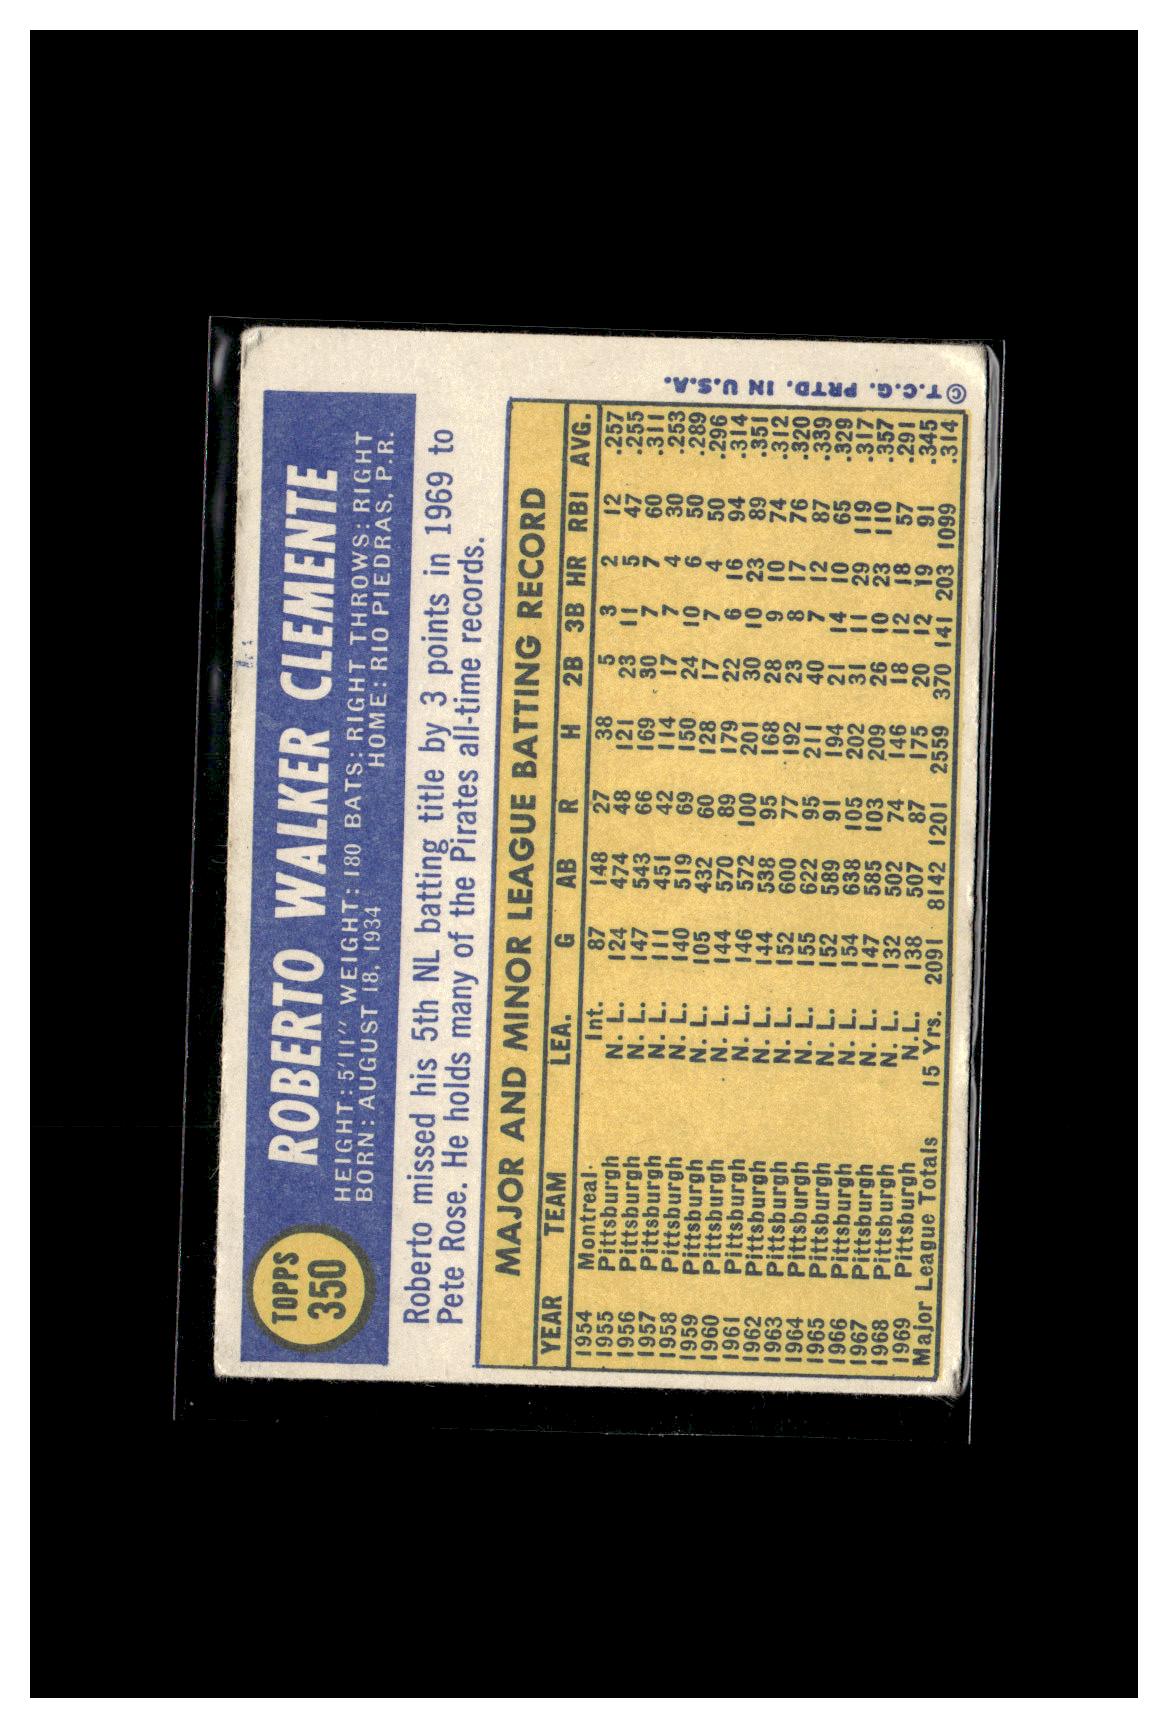 TOPPS
350
ROBERTO WALKER CLEMENTE
HEIGHT: 5'11" WEIGHT: 180 BATS: RIGHT THROWS: RIGHT
BORN: AUGUST 18, 1934 HOME: RIO PIEDRAS, P.R.
Roberto missed his 5th NL batting title by 3 points in 1969 to
Pete Rose. He holds many of the Pirates all-time records.
MAJOR AND MINOR LEAGUE BATTING RECORD
YEAR TEAM LEA. G AB R H 2B 3B HR RBI AVG.
1954 Montreal Int. 87 148 27 38 5 3 2 12 .257
1955 Pittsburgh N. L. 124 474 48 121 23 11 5 47 .255
1956 Pittsburgh N. L. 147 543 66 169 30 7 7 60 .311
1957 Pittsburgh N. L. 111 451 42 114 17 7 4 30 .253
1958 Pittsburgh N. L. 140 519 69 150 24 10 6 50 .289
1959 Pittsburgh N. L. 105 432 60 128 17 7 4 50 .296
1960 Pittsburgh N. L. 144 570 89 179 22 6 16 94 .314
1961 Pittsburgh N. L. 146 572 100 201 30 10 23 89 .351
1962 Pittsburgh N. L. 144 538 95 168 28 9 10 74 .312
1963 Pittsburgh N. L. 152 600 77 192 23 8 17 76 .320
1964 Pittsburgh N. L. 155 622 95 211 40 7 12 87 .339
1965 Pittsburgh N. L. 152 589 91 194 21 14 10 65 .329
1966 Pittsburgh N. L. 154 638 105 202 31 11 29 119 .317
1967 Pittsburgh N. L. 147 585 103 209 26 10 23 110 .357
1968 Pittsburgh N. L. 132 502 74 146 18 12 18 57 .291
1969 Pittsburgh N. L. 138 507 87 175 20 12 19 91 .345
Major League Totals 15 Yrs. 2091 8142 1201 2559 370 141 203 1099 .314
© T.C.G. PRTD. IN U.S.A.